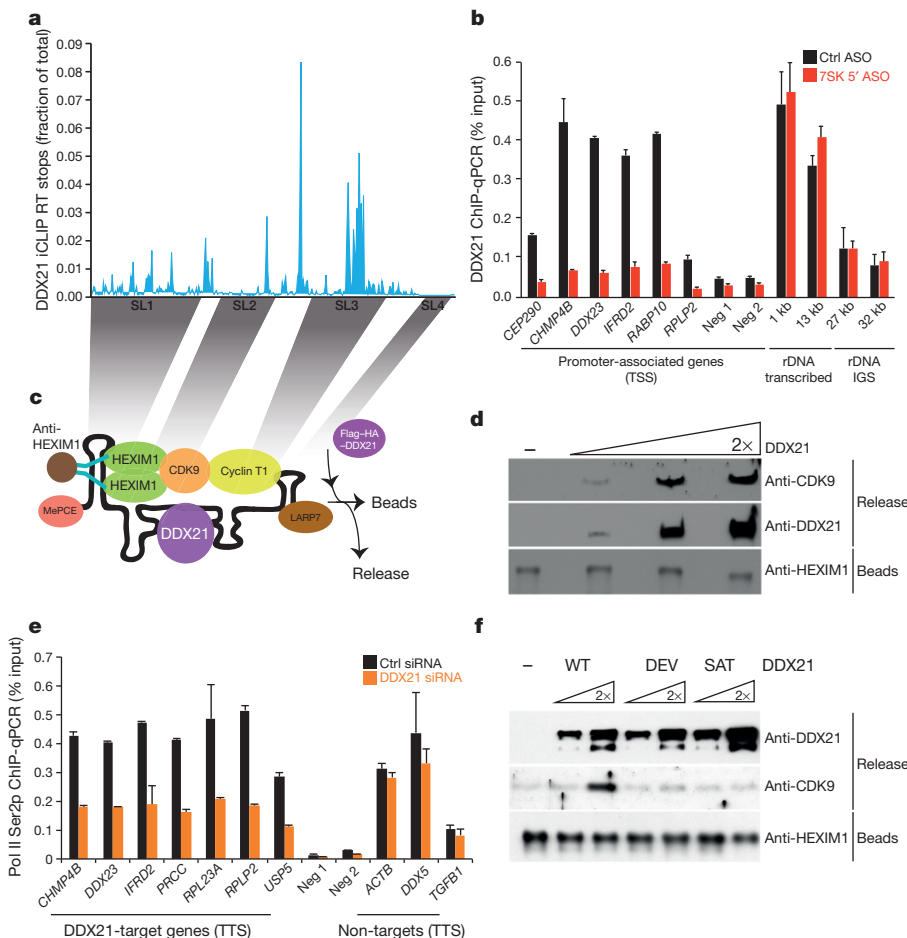 a
DDX21 iCLIP RT stops (fraction of total)
0.09
0.08
0.07
0.06
0.05
0.04
0.03
0.02
0.01
0.00
SL1 SL2 SL3 SL4
b
DDX21 ChIP-qPCR (% input)
0.6
0.5
0.4
0.3
0.2
0.1
0
Ctrl ASO
7SK 5′ ASO
CEP290 CHMP4B DDX23 IFRD2 RABP10 RPLP2 Neg 1 Neg 2 1 kb 13 kb 27 kb 32 kb
Promoter-associated genes
(TSS)
rDNA
transcribed
rDNA
IGS
c
Anti-
HEXIM1
HEXIM1
HEXIM1
CDK9
Cyclin T1
MePCE
DDX21
LARP7
Flag–HA
–DDX21
Beads
Release
d
– 2× DDX21
Anti-CDK9
Anti-DDX21
Anti-HEXIM1
Release
Beads
e
Pol II Ser2p ChIP-qPCR (% input)
0.7
0.6
0.5
0.4
0.3
0.2
0.1
0
Ctrl siRNA
DDX21 siRNA
CHMP4B DDX23 IFRD2 PRCC RPL23A RPLP2 USP5 Neg 1 Neg 2 ACTB DDX5 TGFB1
DDX21-target genes (TTS)
Non-targets (TTS)
f
– WT DEV SAT DDX21
2× 2× 2×
Anti-DDX21
Anti-CDK9
Anti-HEXIM1
Release
Beads